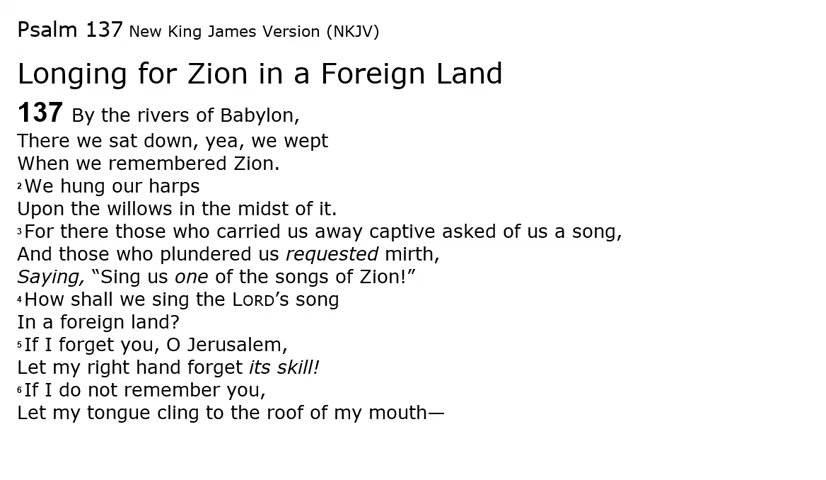 Psalm 137 New King James Version (NKJV)
Longing for Zion in a Foreign Land
137 By the rivers of Babylon,
There we sat down, yea, we wept
When we remembered Zion.
2 We hung our harps
Upon the willows in the midst of it.
3 For there those who carried us away captive asked of us a song,
And those who plundered us requested mirth,
Saying, “Sing us one of the songs of Zion!”
4 How shall we sing the LORD’s song
In a foreign land?
5 If I forget you, O Jerusalem,
Let my right hand forget its skill!
6 If I do not remember you,
Let my tongue cling to the roof of my mouth—